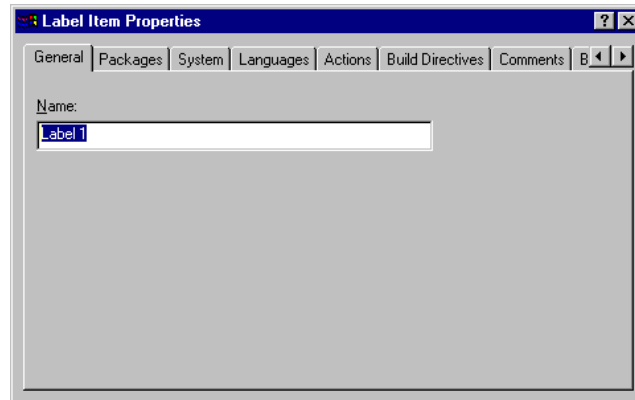 Label Item Properties
General Packages System Languages Actions Build Directives Comments B
Name:
Label 1